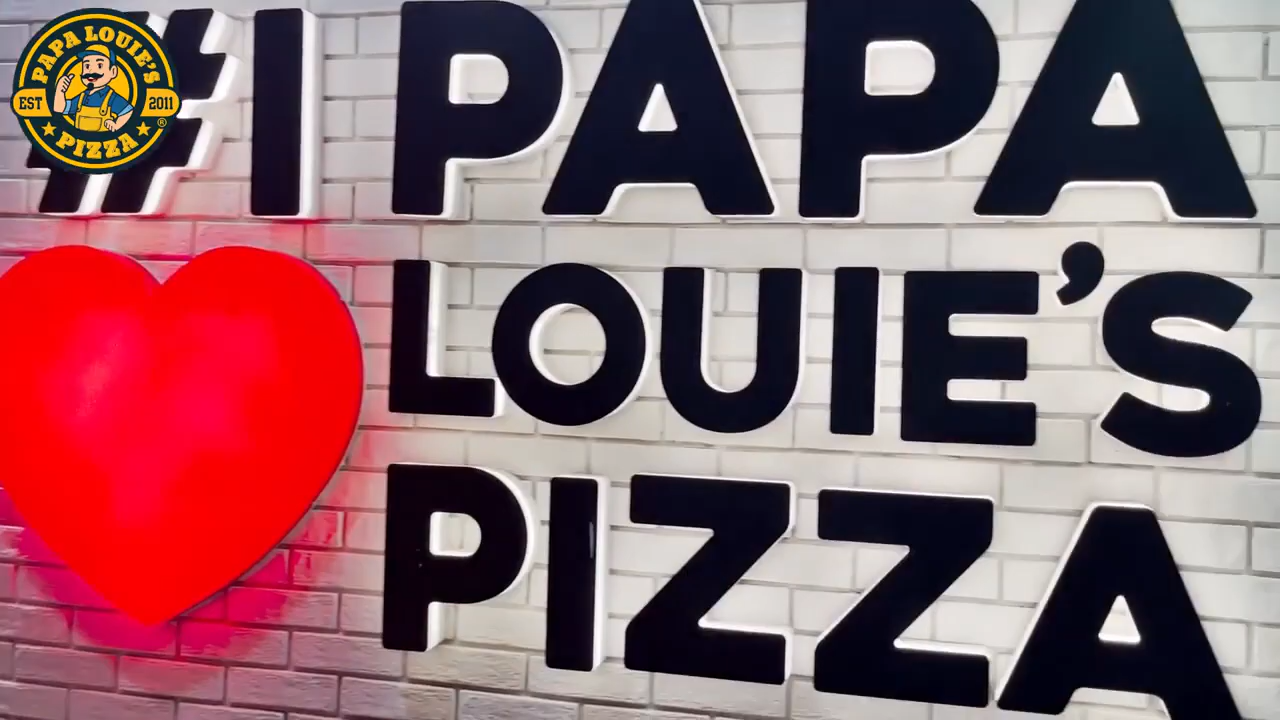 PAPA LOUIE'S
EST 2011
PIZZA
®
#I PAPA
LOUIE'S
PIZZA